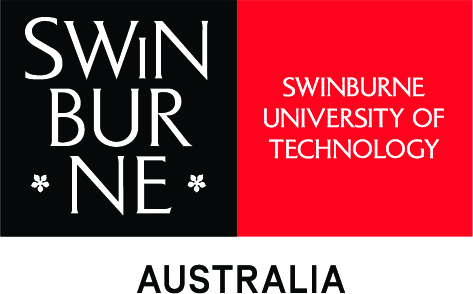 SWiN
BUR
NE
SWINBURNE
UNIVERSITY OF
TECHNOLOGY
AUSTRALIA